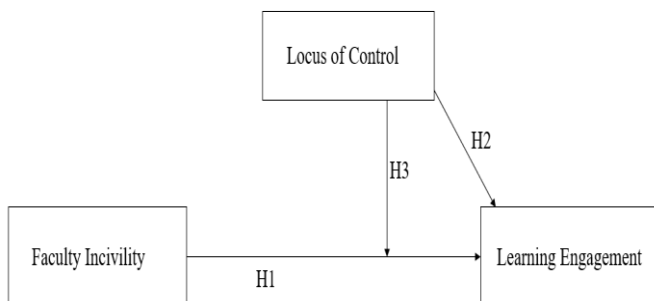 Locus of Control
H2
H3
Faculty Incivility
Learning Engagement
H1